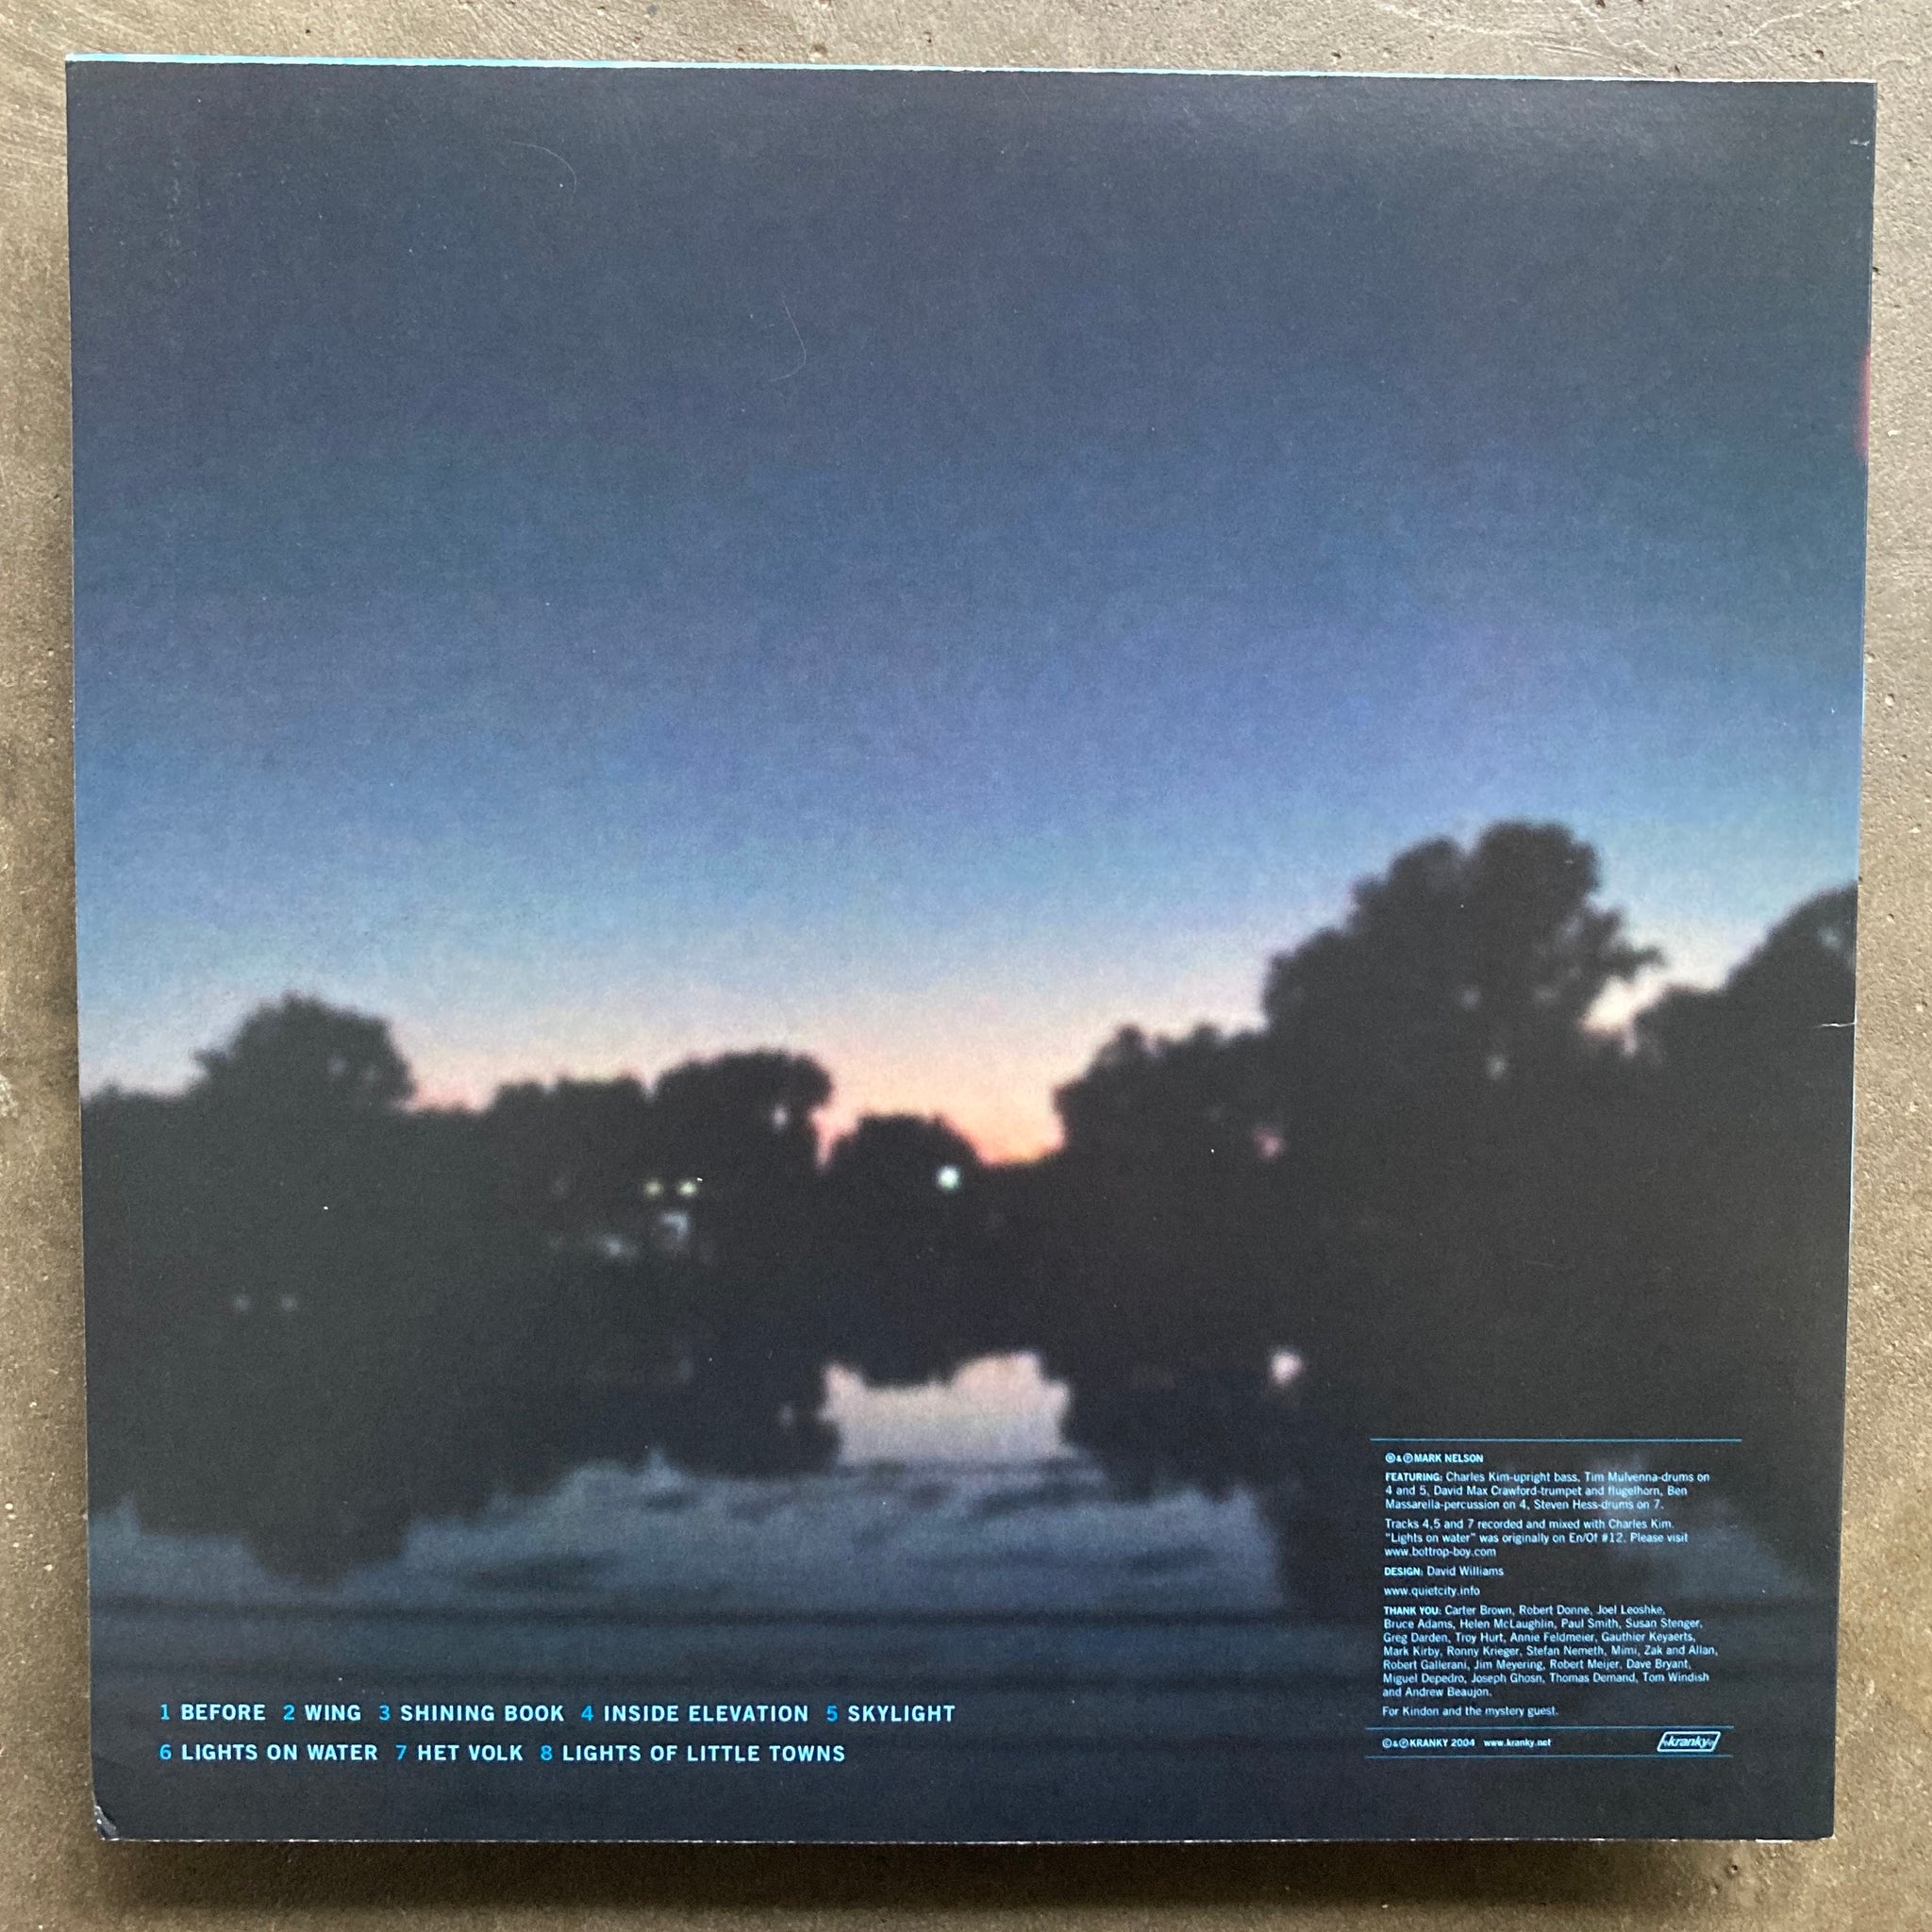 1 BEFORE 2 WING 3 SHINING BOOK 4 INSIDE ELEVATION 5 SKYLIGHT
6 LIGHTS ON WATER 7 HET VOLK 8 LIGHTS OF LITTLE TOWNS
©&℗MARK NELSON
FEATURING: Charles Kim-upright bass, Tim Mulvenna-drums on
4 and 5, David Max Crawford-trumpet and flugelhorn, Ben
Massarella-percussion on 4, Steven Hess-drums on 7.
Tracks 4,5 and 7 recorded and mixed with Charles Kim.
"Lights on water" was originally on En/Of #12. Please visit
www.bottrop-boy.com
DESIGN: David Williams
www.quietcity.info
THANK YOU: Carter Brown, Robert Donne, Joel Leoshke,
Bruce Adams, Helen McLaughlin, Paul Smith, Susan Stenger,
Greg Darden, Troy Hurt, Annie Feldmeier, Gauthier Keyaerts,
Mark Kirby, Ronny Krieger, Stefan Nemeth, Mimi, Zak and Allan,
Robert Gallerani, Jim Meyering, Robert Meijer, Dave Bryant,
Miguel Depedro, Joseph Ghosn, Thomas Demand, Tom Windish
and Andrew Beaujon.
For Kindon and the mystery guest.
©&℗KRANKY 2004 www.kranky.net kranky